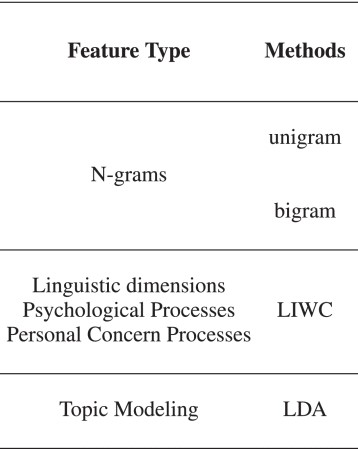 Feature Type Methods
unigram
N-grams
bigram
Linguistic dimensions
Psychological Processes LIWC
Personal Concern Processes
Topic Modeling LDA